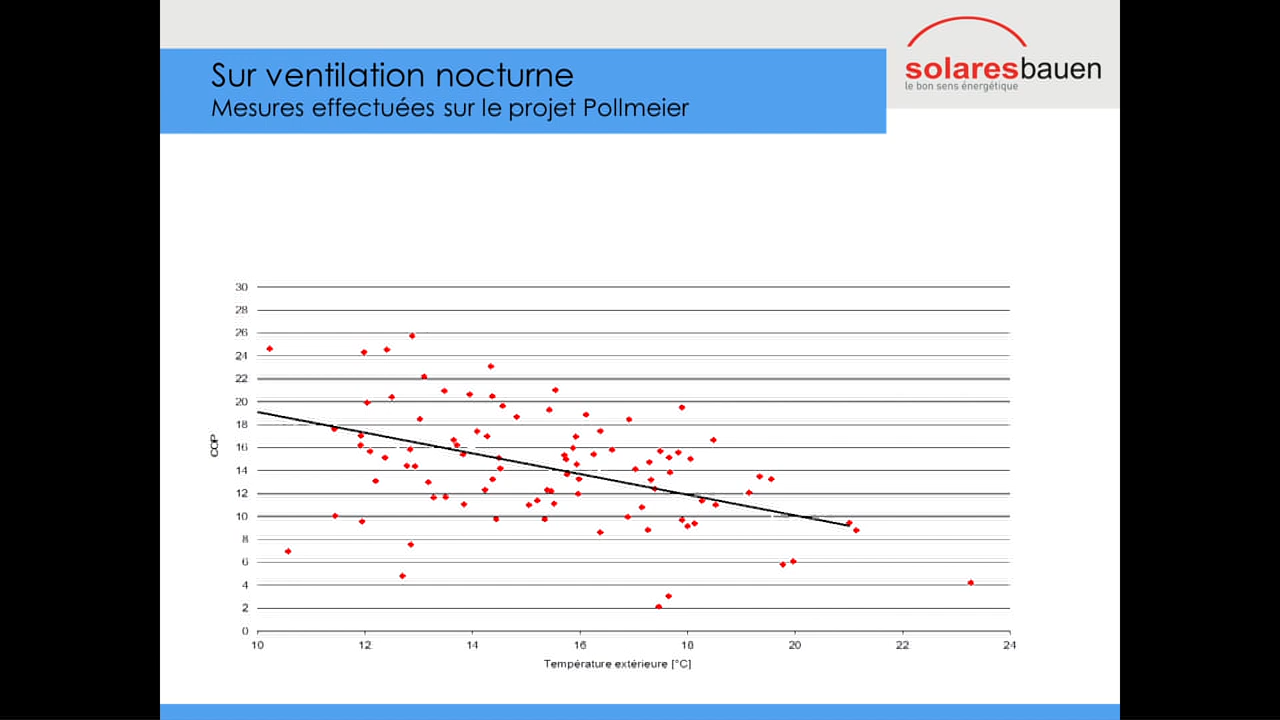 Sur ventilation nocturne
Mesures effectuées sur le projet Pollmeier
solaresbauen
le bon sens énergétique
30
28
26
24
22
20
18
16
14
12
10
8
6
4
2
0
COP
10 12 14 16 18 20 22 24
Température extérieure [°C]